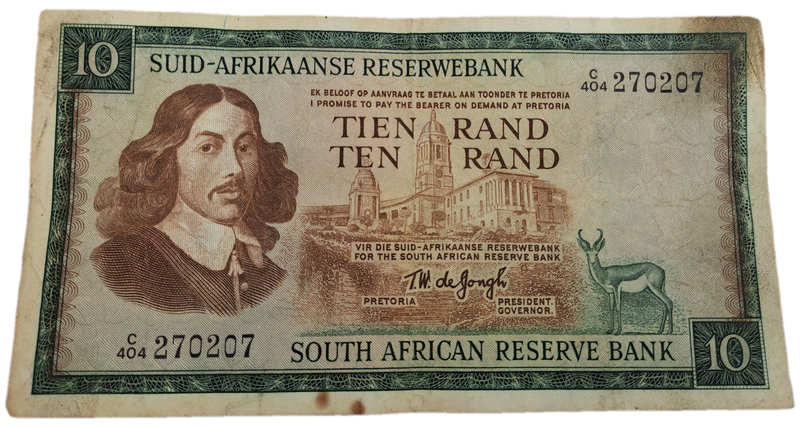 10
SUID-AFRIKAANSE RESERWEBANK
C/404 270207
EK BELOOF OP AANVRAAG TE BETAAL AAN TOONDER TE PRETORIA
I PROMISE TO PAY THE BEARER ON DEMAND AT PRETORIA
TIEN RAND
TEN RAND
VIR DIE SUID-AFRIKAANSE RESERWEBANK
FOR THE SOUTH AFRICAN RESERVE BANK
T.W. de Jongh
PRETORIA
PRESIDENT.
GOVERNOR.
C/404 270207
SOUTH AFRICAN RESERVE BANK
10